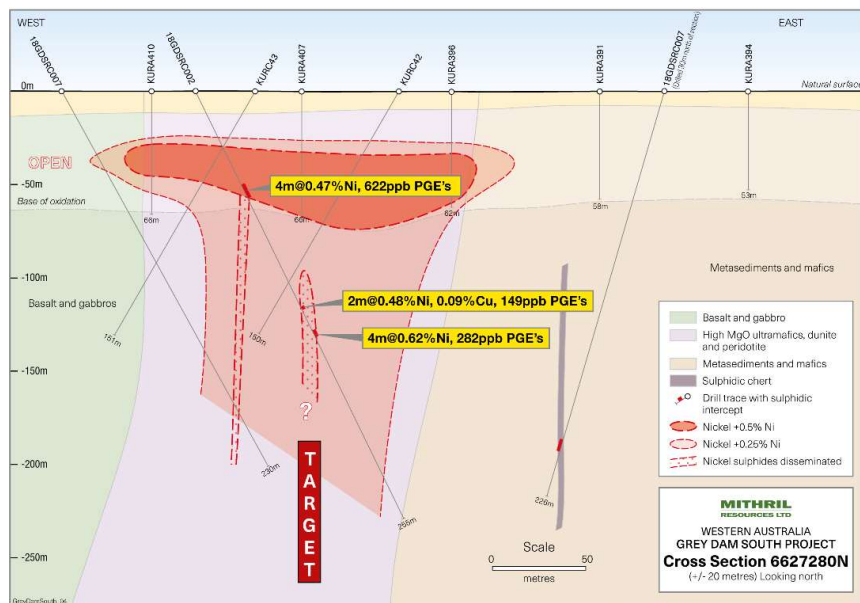 WEST
EAST
18GDSRC007
KURA410
18GDSRC002
KURC43
KURA407
KURC42
KURA396
KURA391
18GDSRC007
KURA394
0m
Natural surface
OPEN
-50m
4m@0.47%Ni, 622ppb PGE's
Base of oxidation
66m
62m
58m
53m
-100m
Metasediments and mafics
Basalt and gabbros
2m@0.48%Ni, 0.09%Cu, 149ppb PGE's
151m
150m
4m@0.62%Ni, 282ppb PGE's
-150m
?
TARGET
-200m
230m
226m
-250m
Scale
0
50
metres
Basalt and gabbro
High MgO ultramafics, dunite
and peridotite
Metasediments and mafics
Sulphidic chert
Drill trace with sulphidic
intercept
Nickel +0.5% Ni
Nickel +0.25% Ni
Nickel sulphides disseminated
MITHRIL
RESOURCES LTD
WESTERN AUSTRALIA
GREY DAM SOUTH PROJECT
Cross Section 6627280N
(+/- 20 metres) Looking north